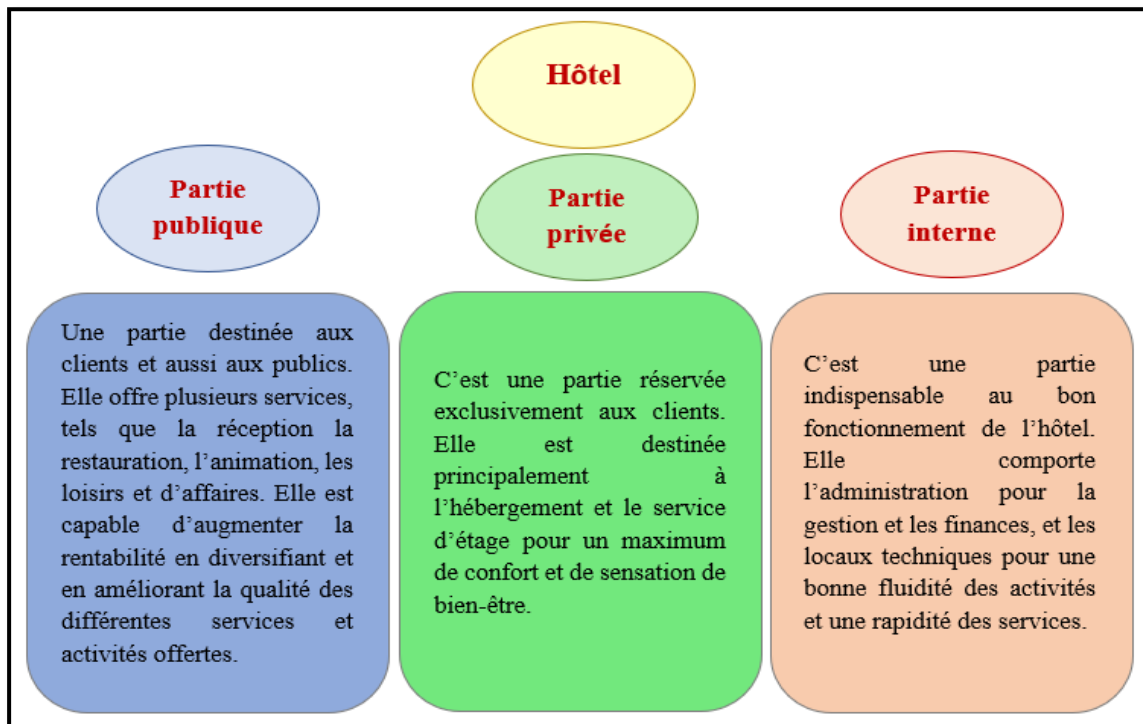 Hôtel
Partie
publique
Partie
privée
Partie
interne
Une partie destinée aux
clients et aussi aux publics.
Elle offre plusieurs services,
tels que la réception la
restauration, l’animation, les
loisirs et d’affaires. Elle est
capable d’augmenter la
rentabilité en diversifiant et
en améliorant la qualité des
différentes services et
activités offertes.
C’est une partie réservée
exclusivement aux clients.
Elle est destinée
principalement à
l’hébergement et le service
d’étage pour un maximum
de confort et de sensation de
bien-être.
C’est une partie
indispensable au bon
fonctionnement de l’hôtel.
Elle comporte
l’administration pour la
gestion et les finances, et les
locaux techniques pour une
bonne fluidité des activités
et une rapidité des services.